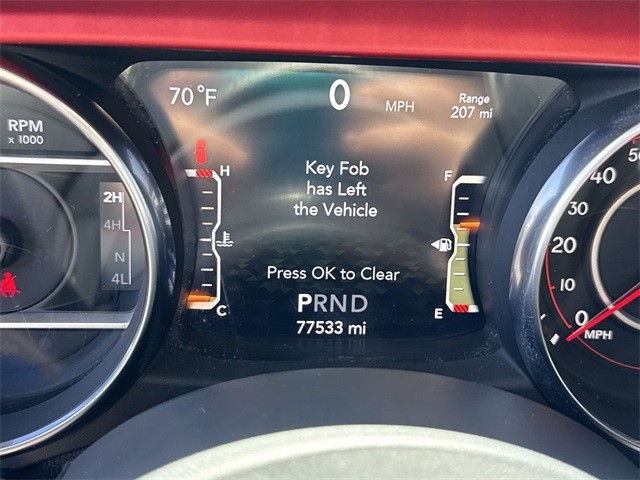 70 °F
0
MPH
Range
207 mi
RPM
x 1000
2H
4H
N
4L
H
C
Key Fob
has Left
the Vehicle
Press OK to Clear
PRND
77533 mi
F
E
50
40
30
20
10
0
MPH